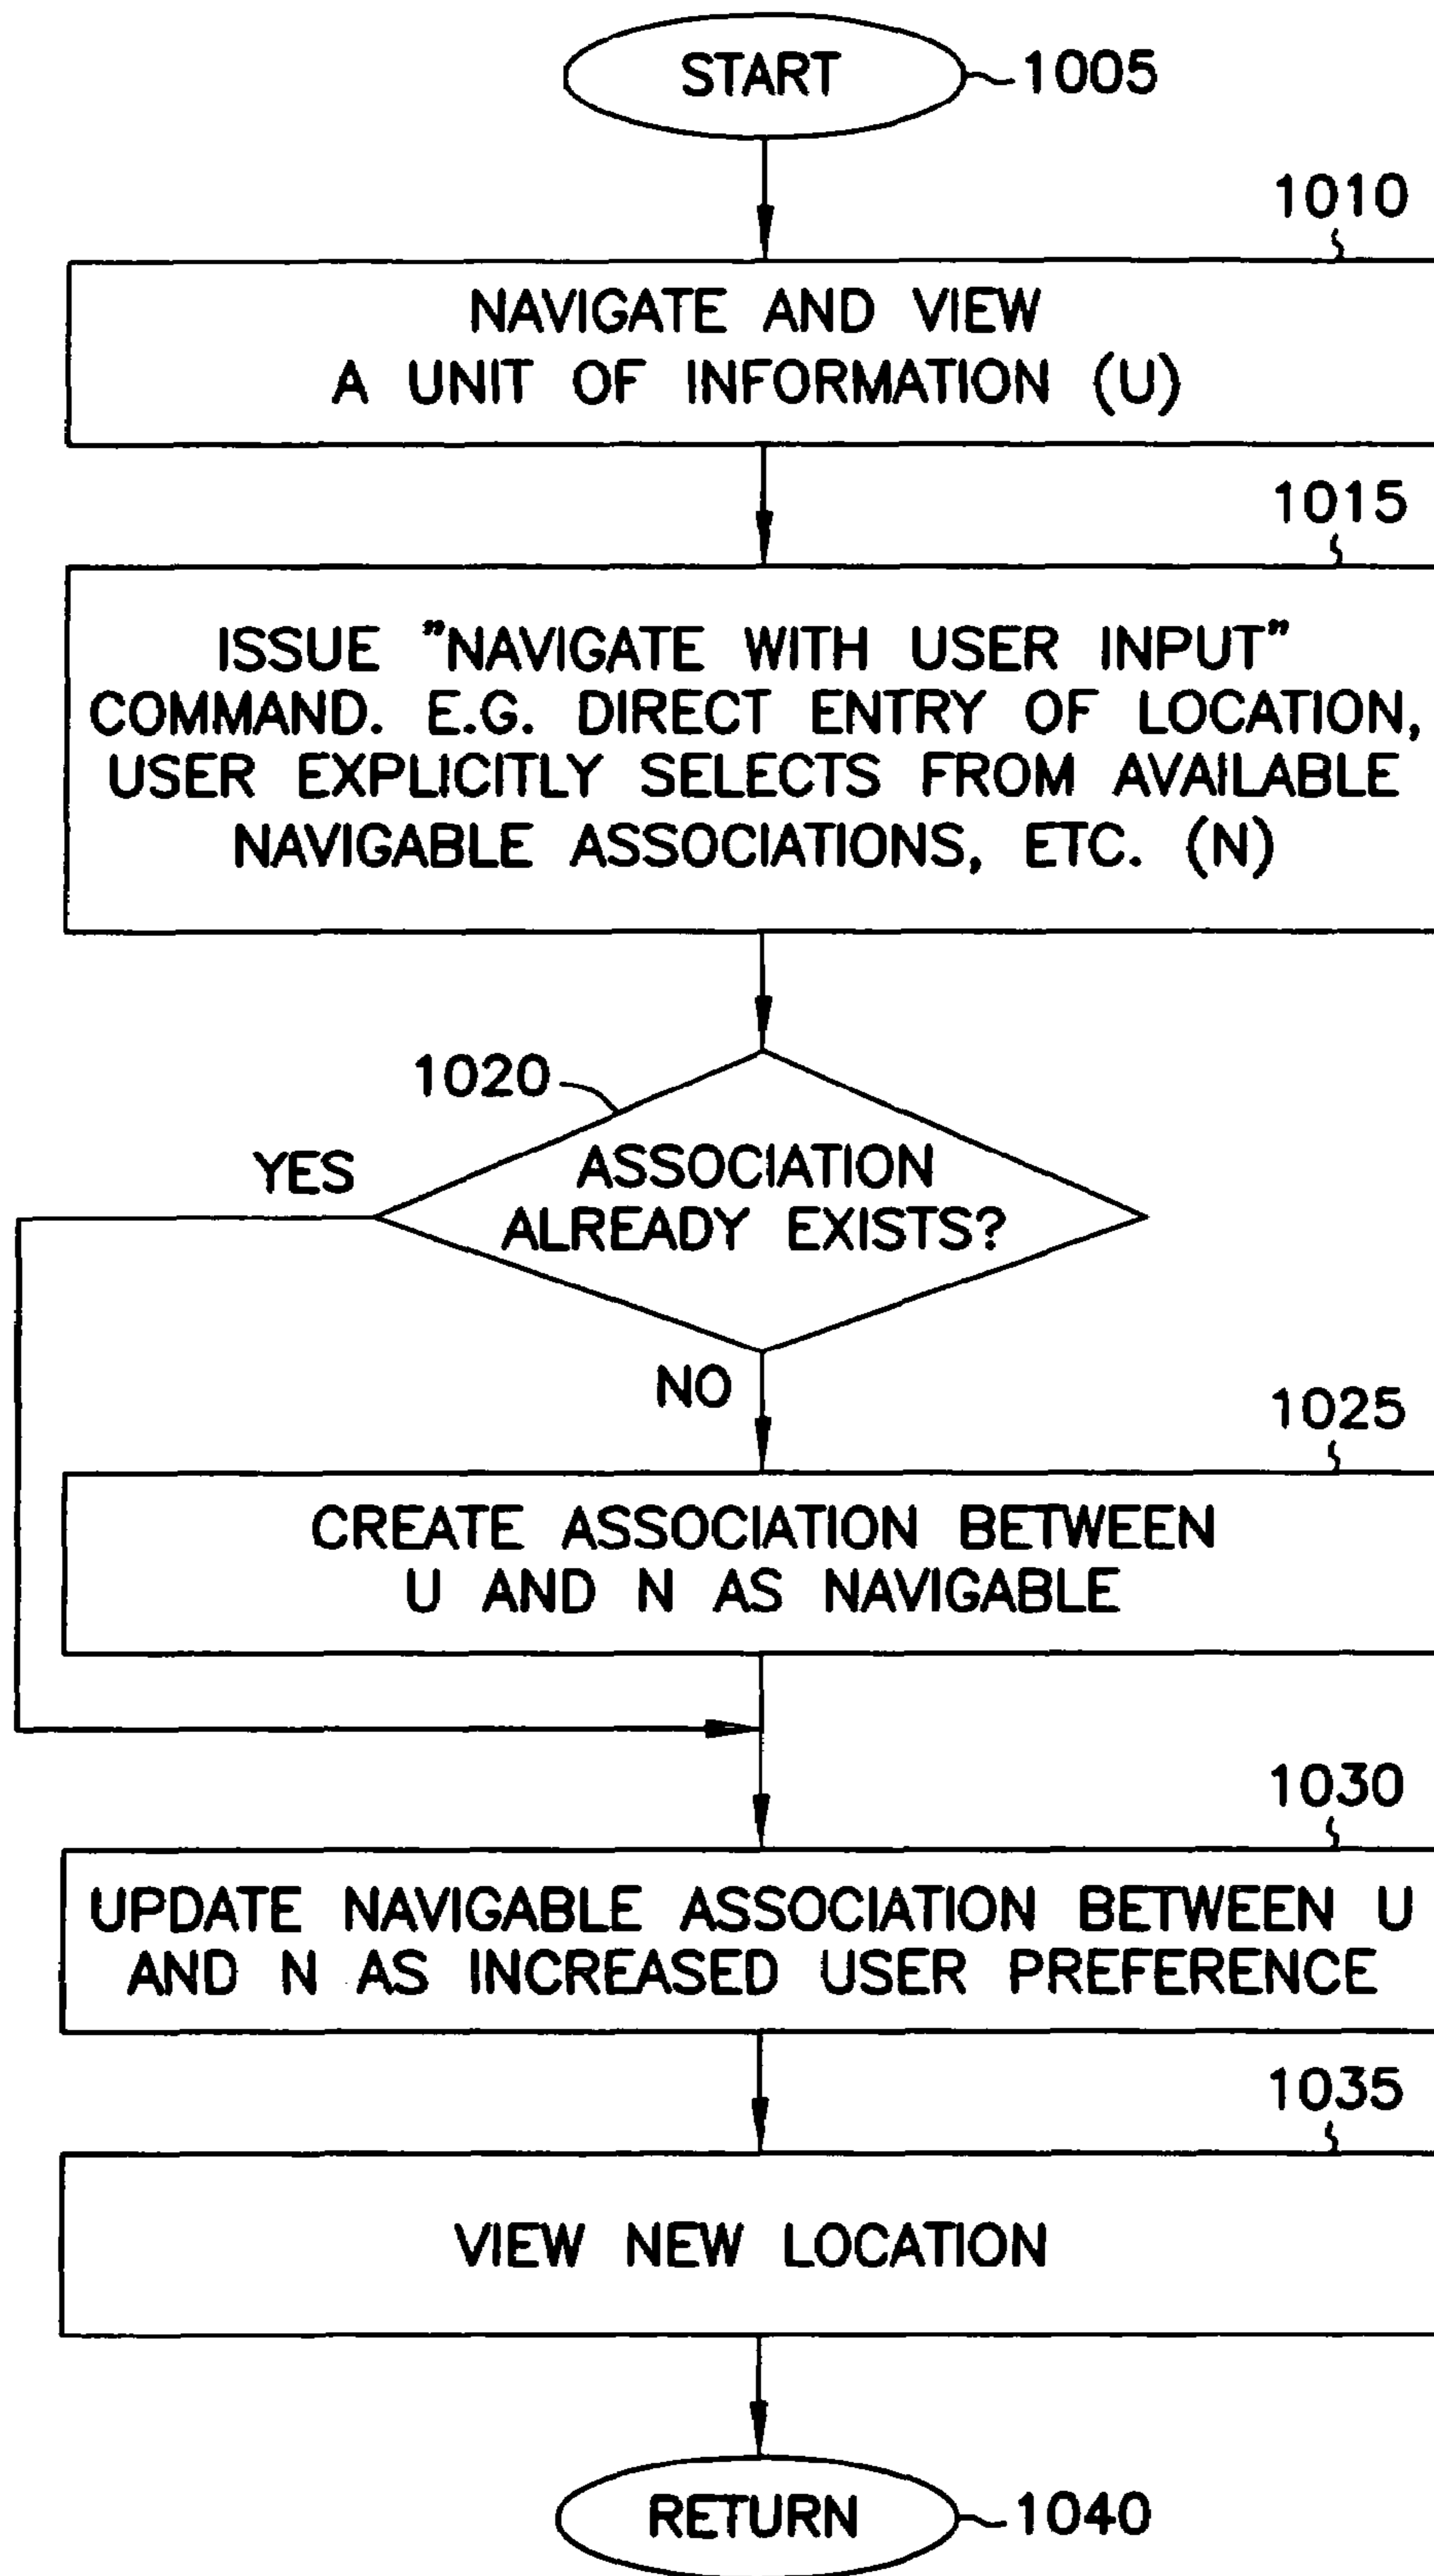 START
1005
1010
NAVIGATE AND VIEW
A UNIT OF INFORMATION (U)
1015
ISSUE "NAVIGATE WITH USER INPUT"
COMMAND. E.G. DIRECT ENTRY OF LOCATION,
USER EXPLICITLY SELECTS FROM AVAILABLE
NAVIGABLE ASSOCIATIONS, ETC. (N)
1020
YES
ASSOCIATION
ALREADY EXISTS?
NO
1025
CREATE ASSOCIATION BETWEEN
U AND N AS NAVIGABLE
1030
UPDATE NAVIGABLE ASSOCIATION BETWEEN U
AND N AS INCREASED USER PREFERENCE
1035
VIEW NEW LOCATION
RETURN
1040